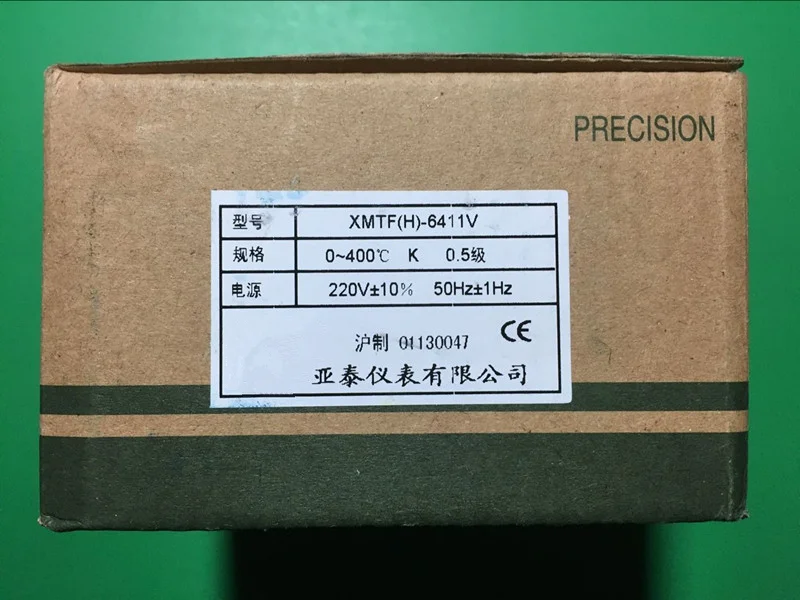 PRECISION
型号 XMTF(H)-6411V
规格 0~400℃ K 0.5级
电源 220V±10% 50Hz±1Hz
沪制 01130047 CE
亚泰仪表有限公司